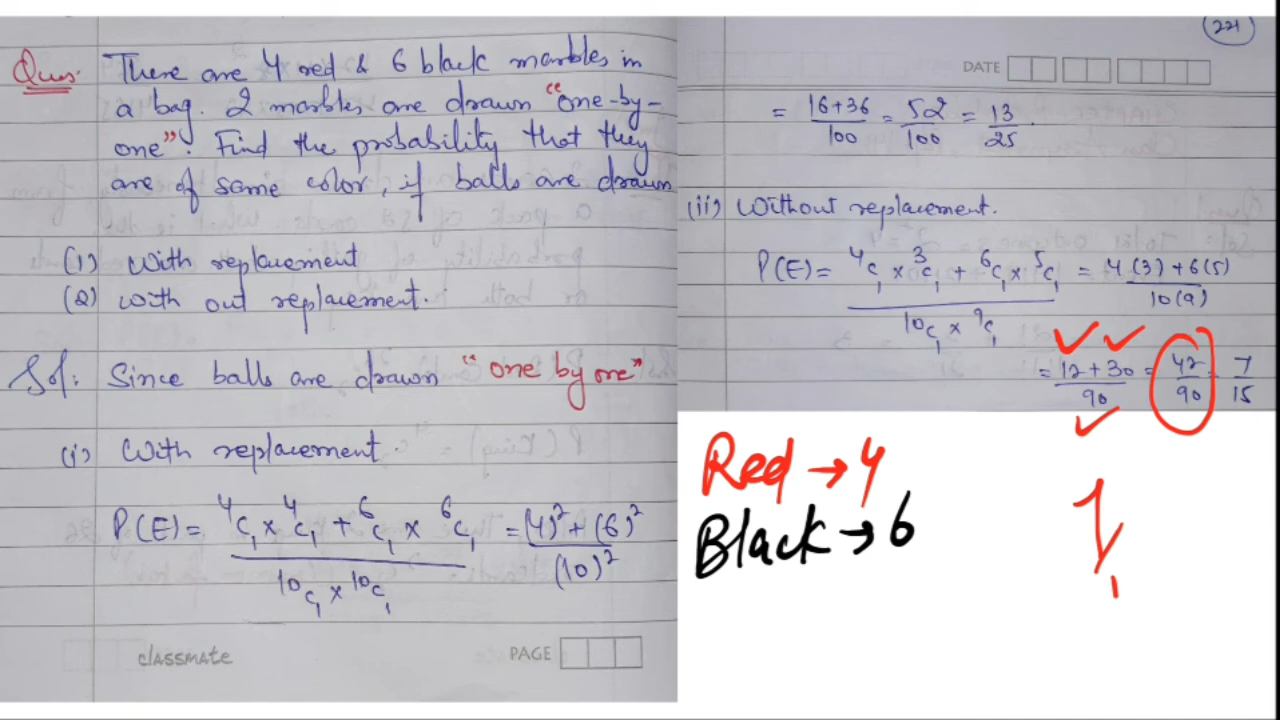 Ques. There are 4 red & 6 black marbles in
a bag. 2 marbles are drawn "one-by-
one". Find the probability that they
are of same color, if balls are drawn
(1) With replacement
(2) With out replacement.
Sol: Since balls are drawn "one by one"
(i) With replacement.
P(E) = ⁴C₁ × ⁴C₁ + ⁶C₁ × ⁶C₁ / ¹⁰C₁ × ¹⁰C₁ = (4)² + (6)² / (10)²
classmate PAGE
221
DATE
= 16+36 / 100 = 52 / 100 = 13 / 25
(ii) Without replacement.
P(E) = ⁴C₁ × ³C₁ + ⁶C₁ × ⁵C₁ / ¹⁰C₁ × ⁹C₁ = 4(3) + 6(5) / 10(9)
= 12 + 30 / 90 = 42 / 90 = 7 / 15
Red → 4
Black → 6